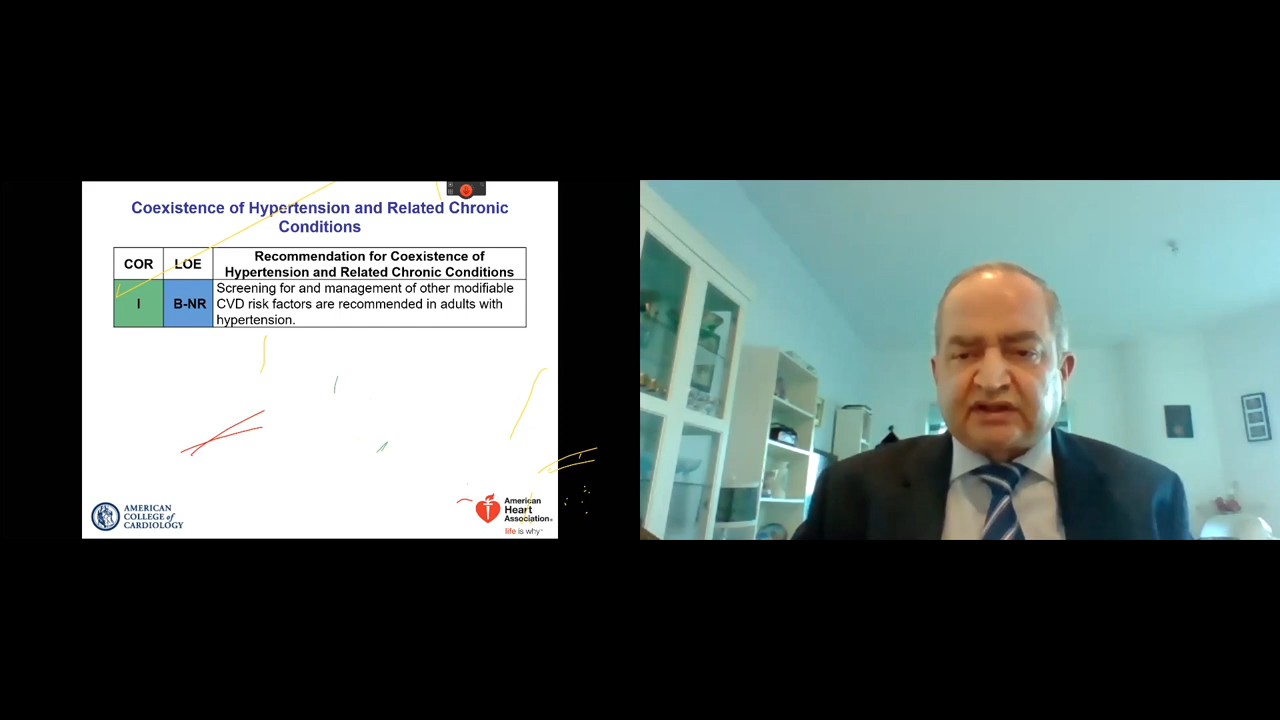 Coexistence of Hypertension and Related Chronic
Conditions
COR LOE Recommendation for Coexistence of
Hypertension and Related Chronic Conditions
I B-NR Screening for and management of other modifiable
CVD risk factors are recommended in adults with
hypertension.
AMERICAN
COLLEGE of
CARDIOLOGY
American
Heart
Association®
life is why™